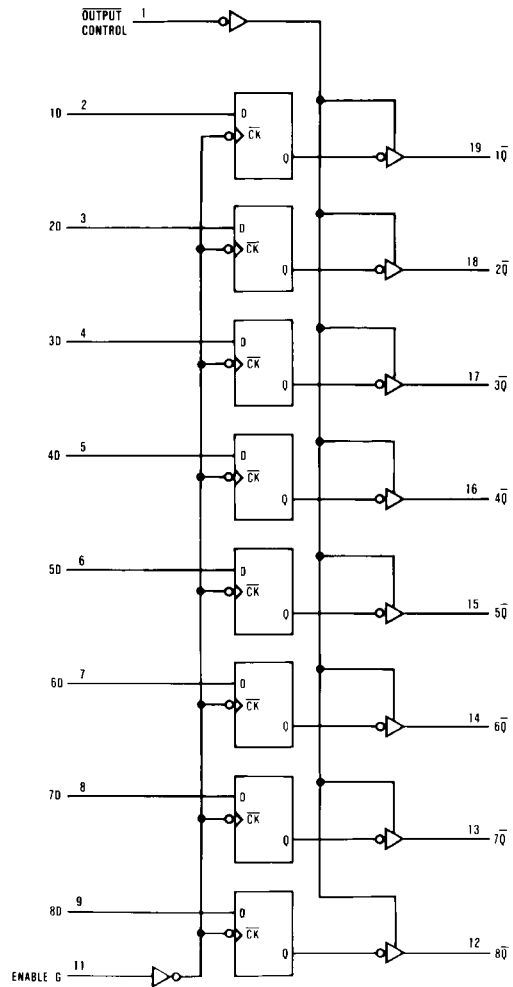 OUTPUT CONTROL 1
1D 2 D
CK
Q 19 1Q̅
2D 3 D
CK
Q 18 2Q̅
3D 4 D
CK
Q 17 3Q̅
4D 5 D
CK
Q 16 4Q̅
5D 6 D
CK
Q 15 5Q̅
6D 7 D
CK
Q 14 6Q̅
7D 8 D
CK
Q 13 7Q̅
8D 9 D
CK
Q 12 8Q̅
ENABLE G 11